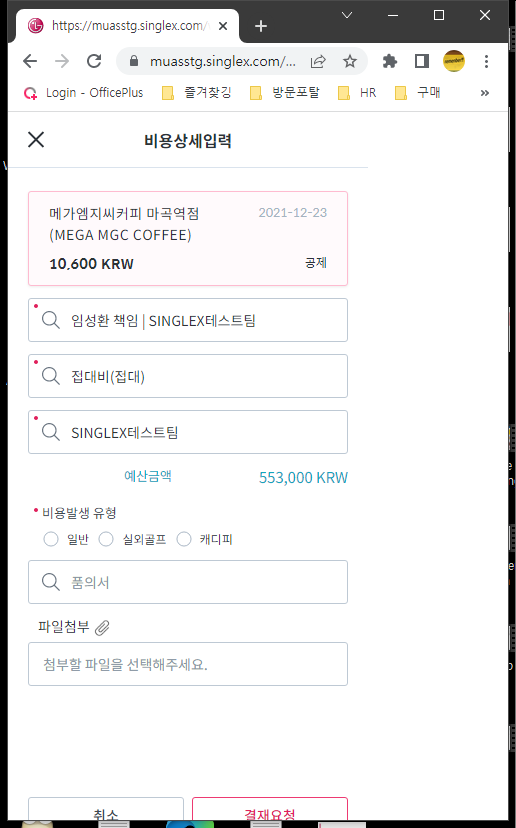 https://muasstg.singlex.com/
muasstg.singlex.com/...
Login - OfficePlus
즐겨찾깅
방문포탈
HR
구매
»
비용상세입력
메가엠지씨커피 마곡역점
2021-12-23
(MEGA MGC COFFEE)
10,600 KRW
공제
임성환 책임 | SINGLEX테스트팀
접대비(접대)
SINGLEX테스트팀
예산금액
553,000 KRW
비용발생 유형
일반
실외골프
캐디피
품의서
파일첨부
첨부할 파일을 선택해주세요.
취소
결재요청